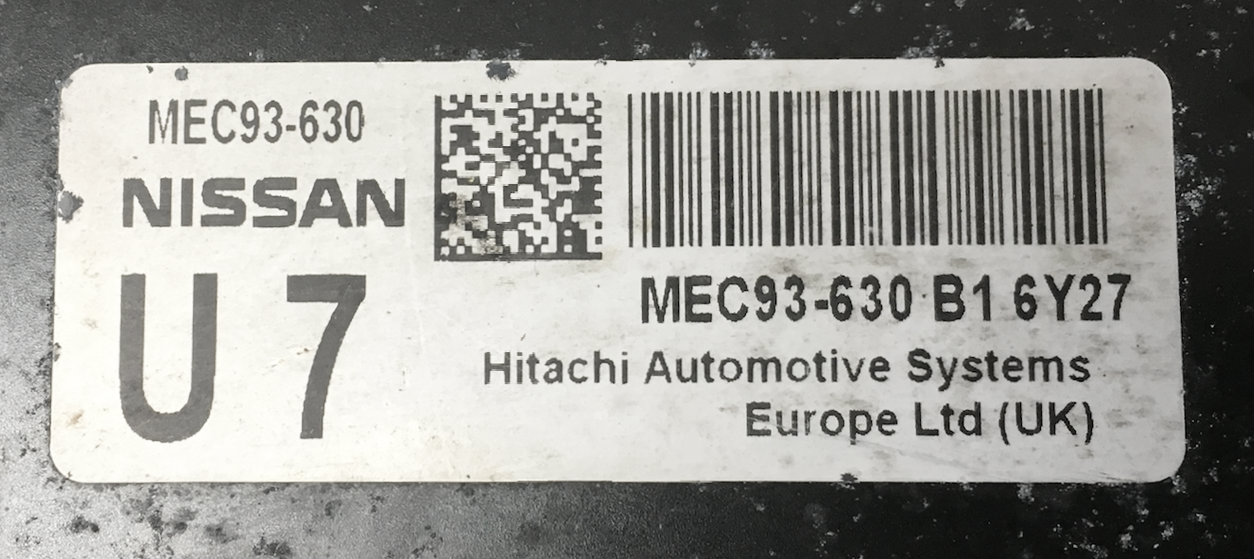 MEC93-630
NISSAN
U 7
MEC93-630 B1 6Y27
Hitachi Automotive Systems
Europe Ltd (UK)